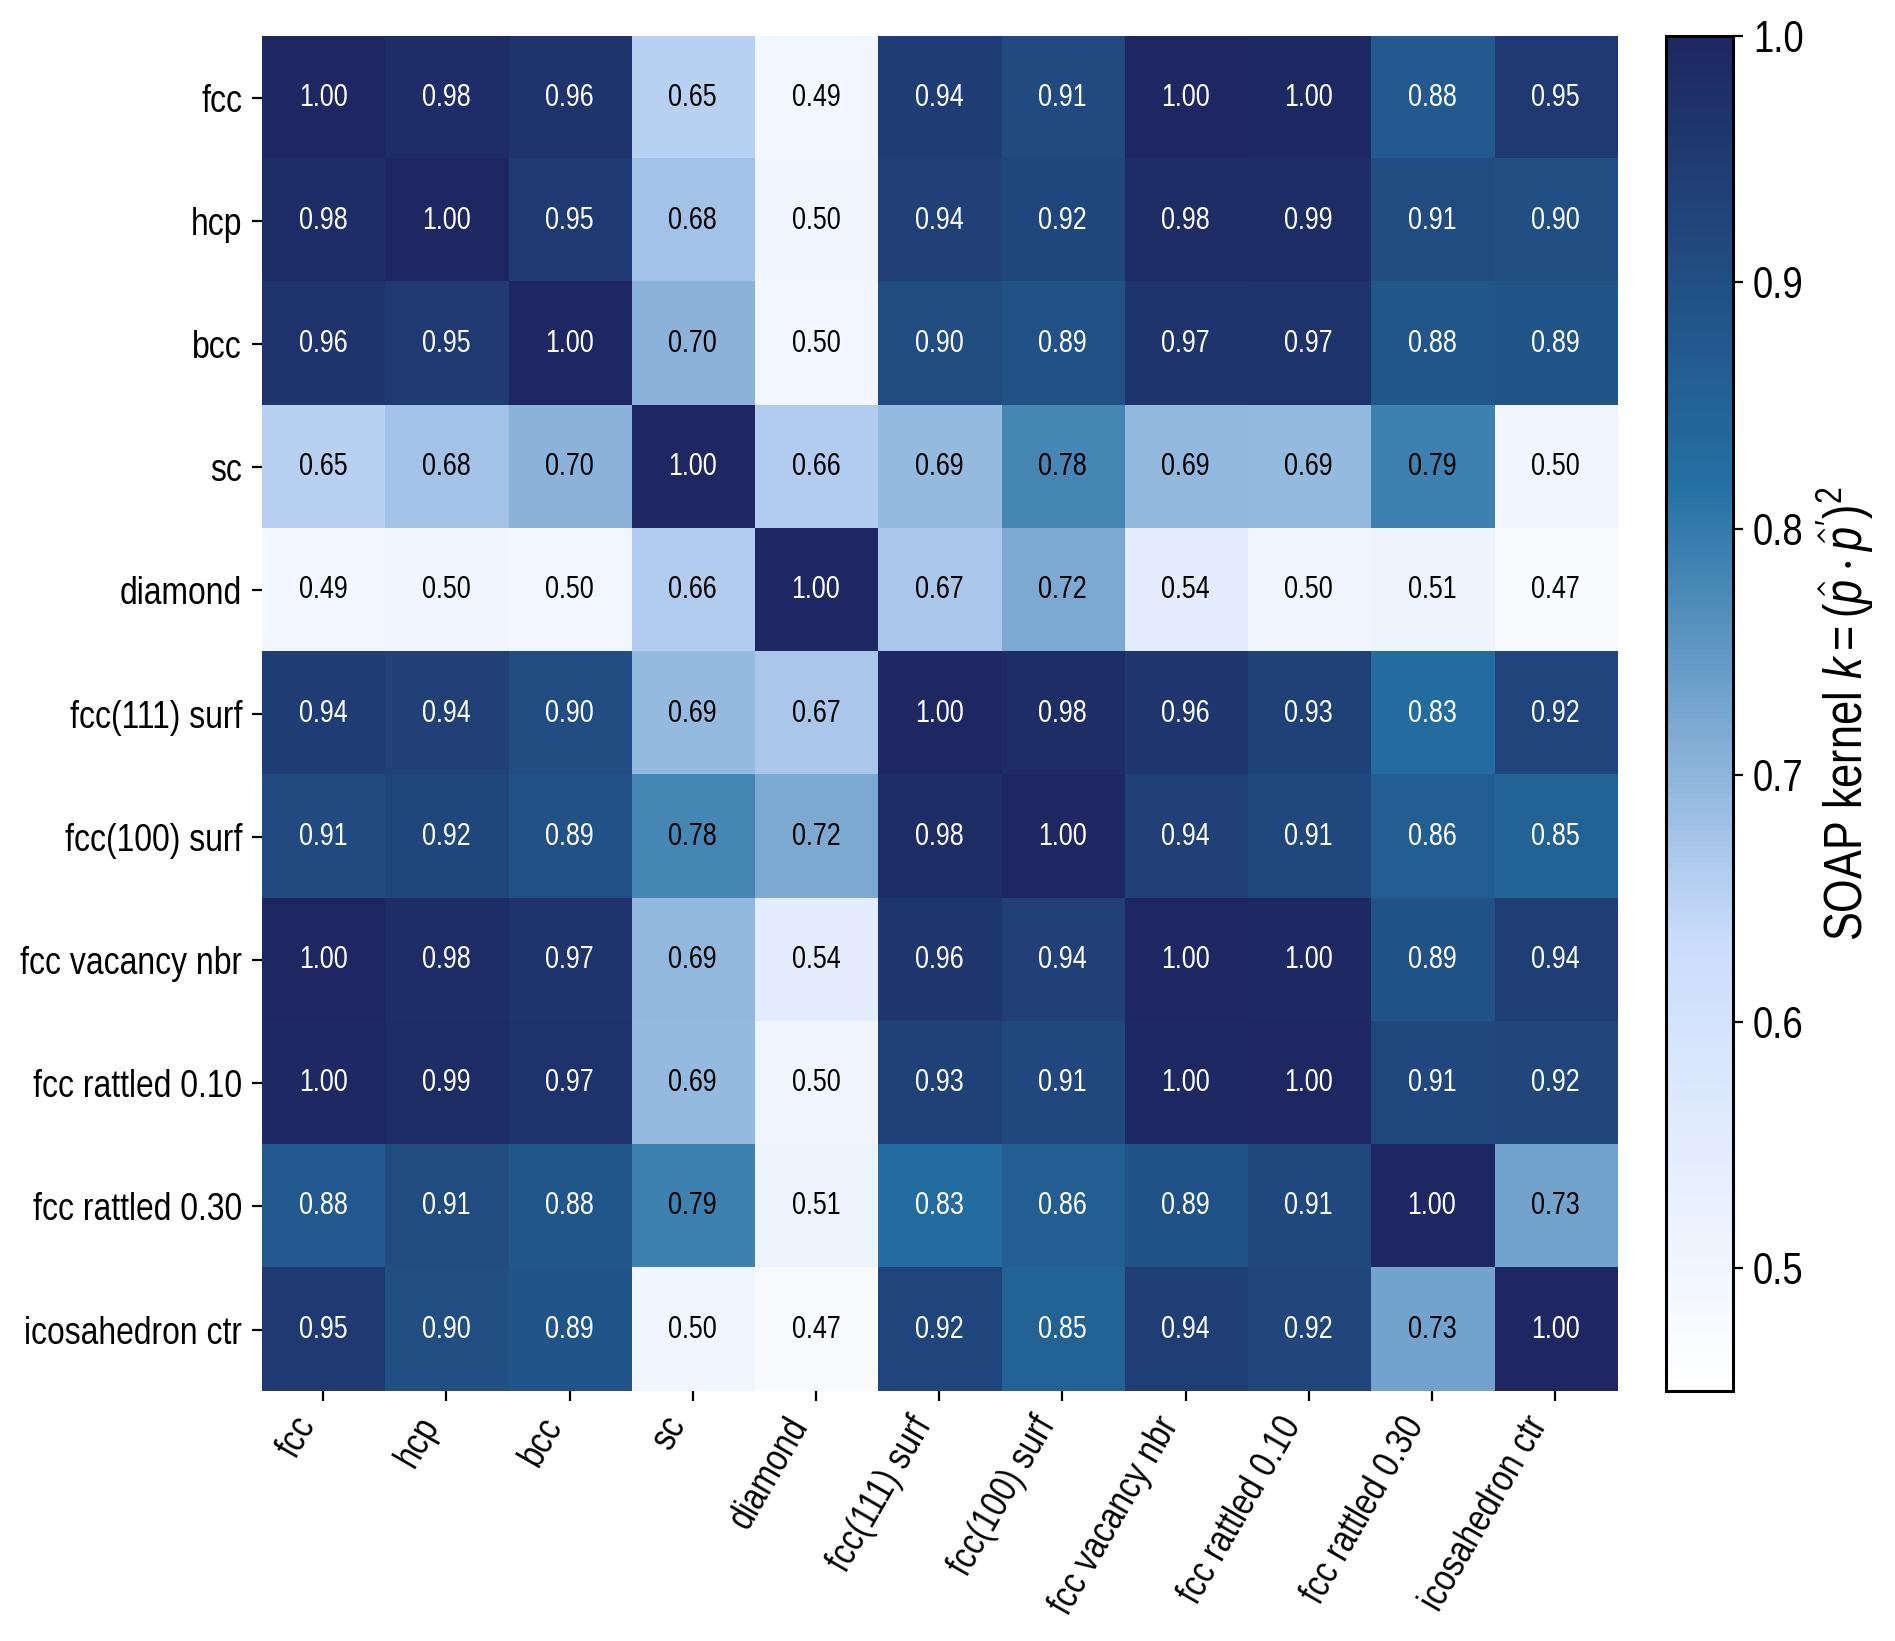 fcc 1.00 0.98 0.96 0.65 0.49 0.94 0.91 1.00 1.00 0.88 0.95
hcp 0.98 1.00 0.95 0.68 0.50 0.94 0.92 0.98 0.99 0.91 0.90
bcc 0.96 0.95 1.00 0.70 0.50 0.90 0.89 0.97 0.97 0.88 0.89
sc 0.65 0.68 0.70 1.00 0.66 0.69 0.78 0.69 0.69 0.79 0.50
diamond 0.49 0.50 0.50 0.66 1.00 0.67 0.72 0.54 0.50 0.51 0.47
fcc(111) surf 0.94 0.94 0.90 0.69 0.67 1.00 0.98 0.96 0.93 0.83 0.92
fcc(100) surf 0.91 0.92 0.89 0.78 0.72 0.98 1.00 0.94 0.91 0.86 0.85
fcc vacancy nbr 1.00 0.98 0.97 0.69 0.54 0.96 0.94 1.00 1.00 0.89 0.94
fcc rattled 0.10 1.00 0.99 0.97 0.69 0.50 0.93 0.91 1.00 1.00 0.91 0.92
fcc rattled 0.30 0.88 0.91 0.88 0.79 0.51 0.83 0.86 0.89 0.91 1.00 0.73
icosahedron ctr 0.95 0.90 0.89 0.50 0.47 0.92 0.85 0.94 0.92 0.73 1.00
fcc
hcp
bcc
sc
diamond
fcc(111) surf
fcc(100) surf
fcc vacancy nbr
fcc rattled 0.10
fcc rattled 0.30
icosahedron ctr
1.0
0.9
0.8
0.7
0.6
0.5
SOAP kernel k = (p̂ · p̂′)²